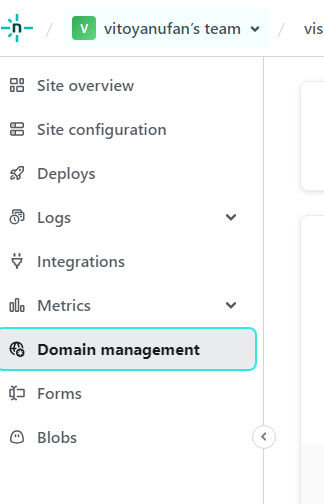 V vitoyanufan's team / vis
Site overview
Site configuration
Deploys
Logs
Integrations
Metrics
Domain management
Forms
Blobs